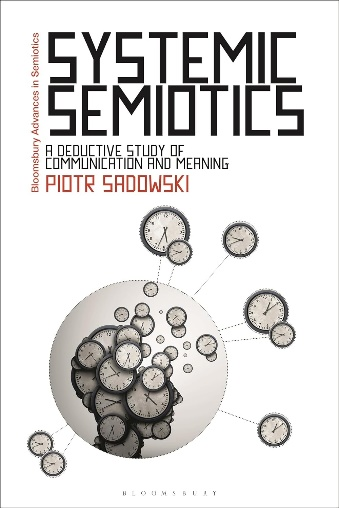 Bloomsbury Advances in Semiotics
SYSTEMIC
SEMIOTICS
A DEDUCTIVE STUDY OF
COMMUNICATION AND MEANING
PIOTR SADOWSKI
BLOOMSBURY